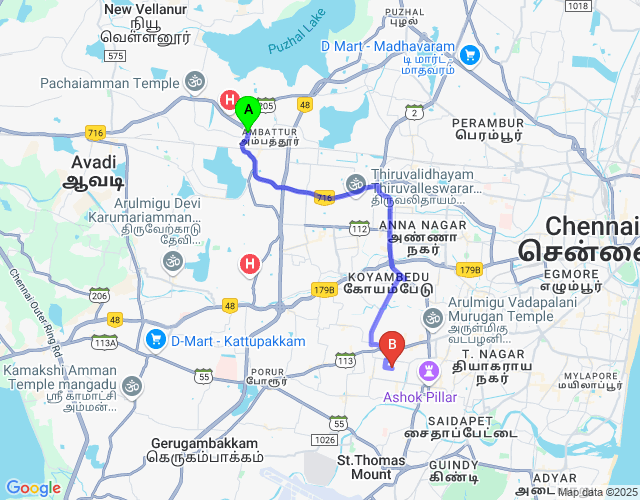 New Vellanur
நியூ
வெள்ளனூர்
575
Puzhal Lake
PUZHAL
புழல்
1018
D Mart - Madhavaram
டி மார்ட்
மாதவரம்
Pachaiamman Temple
H
A
205
48
2
PERAMBUR
பெரம்பூர்
716
AMBATTUR
அம்பத்தூர்
Avadi
ஆவடி
Thiruvalidhayam
Thiruvalleswarar...
716
Arulmigu Devi
Karumariamman...
திருவேற்காடு
தேவி
112
ANNA NAGAR
அண்ணா
நகர்
Chennai
சென்னை
H
KOYAMBEDU
கோயம்பேடு
179B
EGMORE
எழும்பூர்
206
48
179B
Chennai Outer Ring Rd
48
113A
D-Mart - Kattupakkam
Arulmigu Vadapalani
Murugan Temple
அருள்மிகு
வடபழனி...
B
113
T. NAGAR
தியாகராய
நகர்
Kamakshi Amman
Temple mangadu
ஸ்ரீ காமாட்சி
அம்மன்...
55
PORUR
போரூர்
55
Ashok Pillar
MYLAPORE
மயிலாப்பூர்
55
SAIDAPET
சைதாப்பேட்டை
Gerugambakkam
கெருகம்பாக்கம்
1026
St.Thomas
Mount
GUINDY
கிண்டி
ADYAR
Google
Map data ©2025